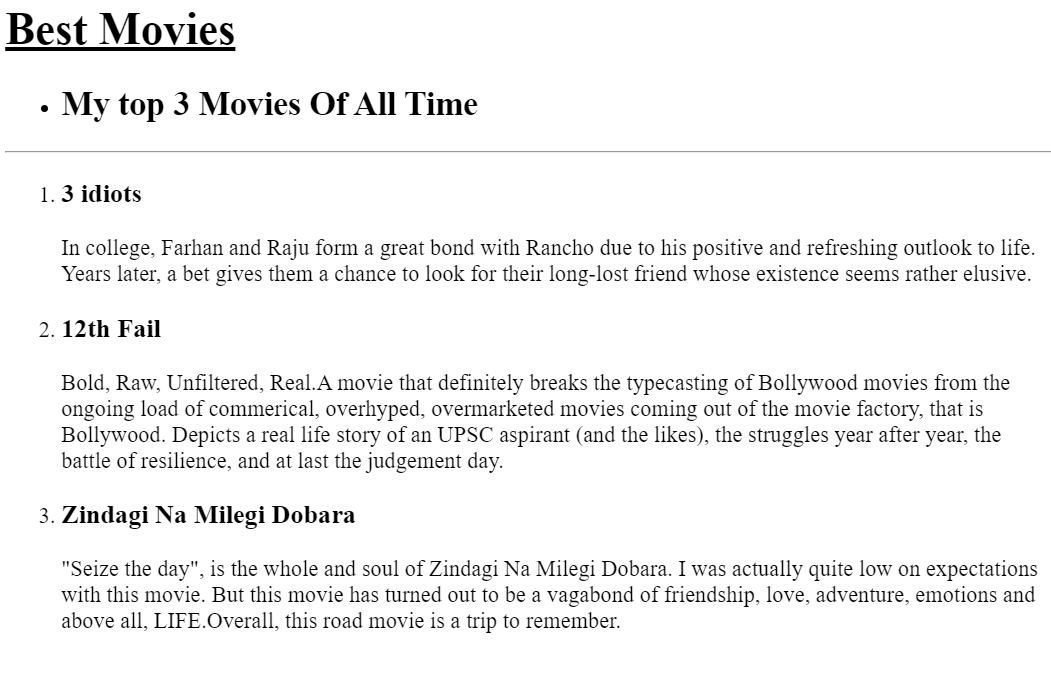 Best Movies
• My top 3 Movies Of All Time
1. 3 idiots
In college, Farhan and Raju form a great bond with Rancho due to his positive and refreshing outlook to life.
Years later, a bet gives them a chance to look for their long-lost friend whose existence seems rather elusive.
2. 12th Fail
Bold, Raw, Unfiltered, Real.A movie that definitely breaks the typecasting of Bollywood movies from the
ongoing load of commerical, overhyped, overmarketed movies coming out of the movie factory, that is
Bollywood. Depicts a real life story of an UPSC aspirant (and the likes), the struggles year after year, the
battle of resilience, and at last the judgement day.
3. Zindagi Na Milegi Dobara
"Seize the day", is the whole and soul of Zindagi Na Milegi Dobara. I was actually quite low on expectations
with this movie. But this movie has turned out to be a vagabond of friendship, love, adventure, emotions and
above all, LIFE.Overall, this road movie is a trip to remember.